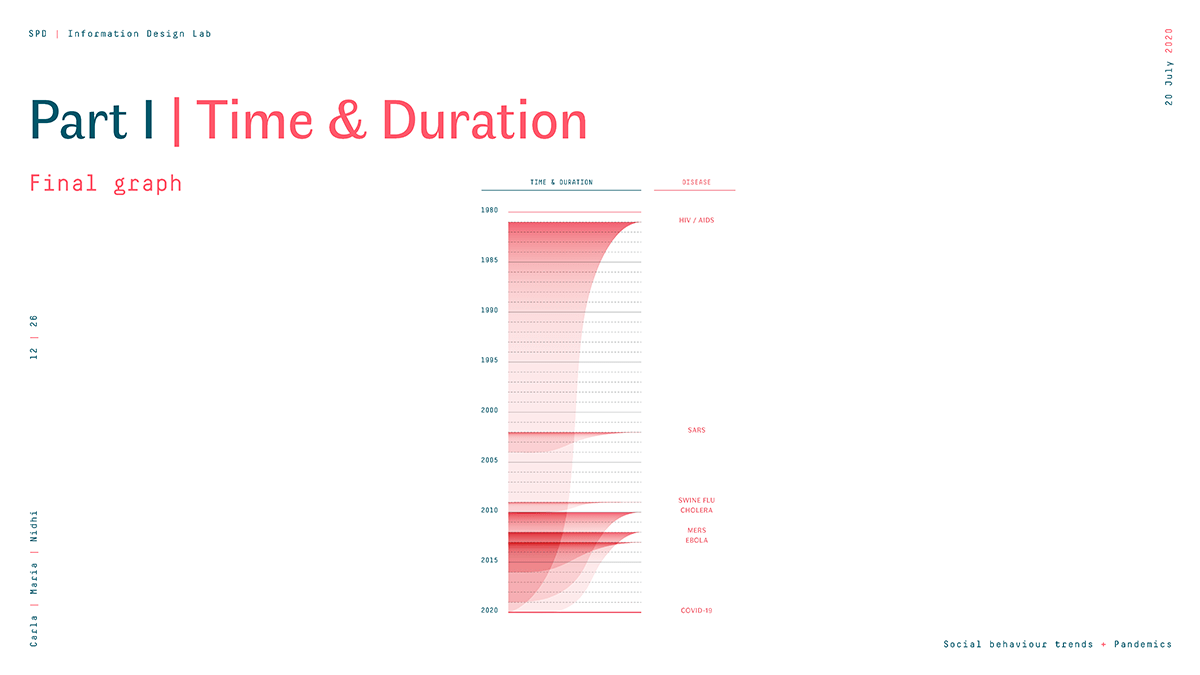 SPD | Information Design Lab
20 July 2020
Part I | Time & Duration
Final graph
TIME & DURATION
DISEASE
1980
HIV / AIDS
1985
1990
1995
2000
SARS
2005
SWINE FLU
2010
CHOLERA
MERS
EBOLA
2015
2020
COVID-19
12 | 26
Carla | Maria | Nidhi
Social behaviour trends + Pandemics